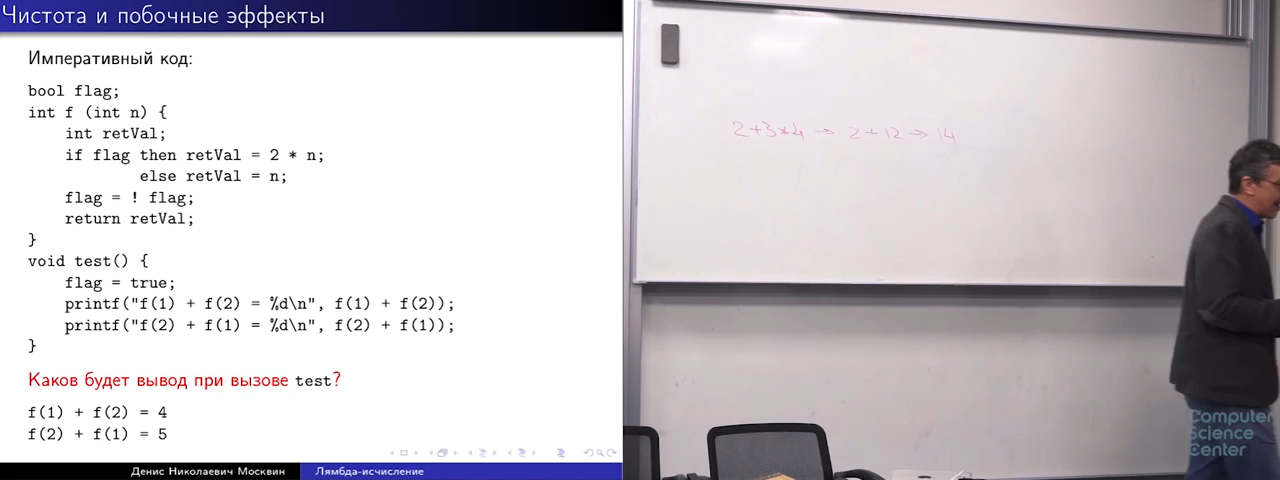 Чистота и побочные эффекты
Императивный код:
bool flag;
int f (int n) {
int retVal;
if flag then retVal = 2 * n;
else retVal = n;
flag = ! flag;
return retVal;
}
void test() {
flag = true;
printf("f(1) + f(2) = %d\n", f(1) + f(2));
printf("f(2) + f(1) = %d\n", f(2) + f(1));
}
Каков будет вывод при вызове test?
f(1) + f(2) = 4
f(2) + f(1) = 5
Денис Николаевич Москвин
Лямбда-исчисление
2+3*4 → 2+12 → 14
Computer
Science
Center